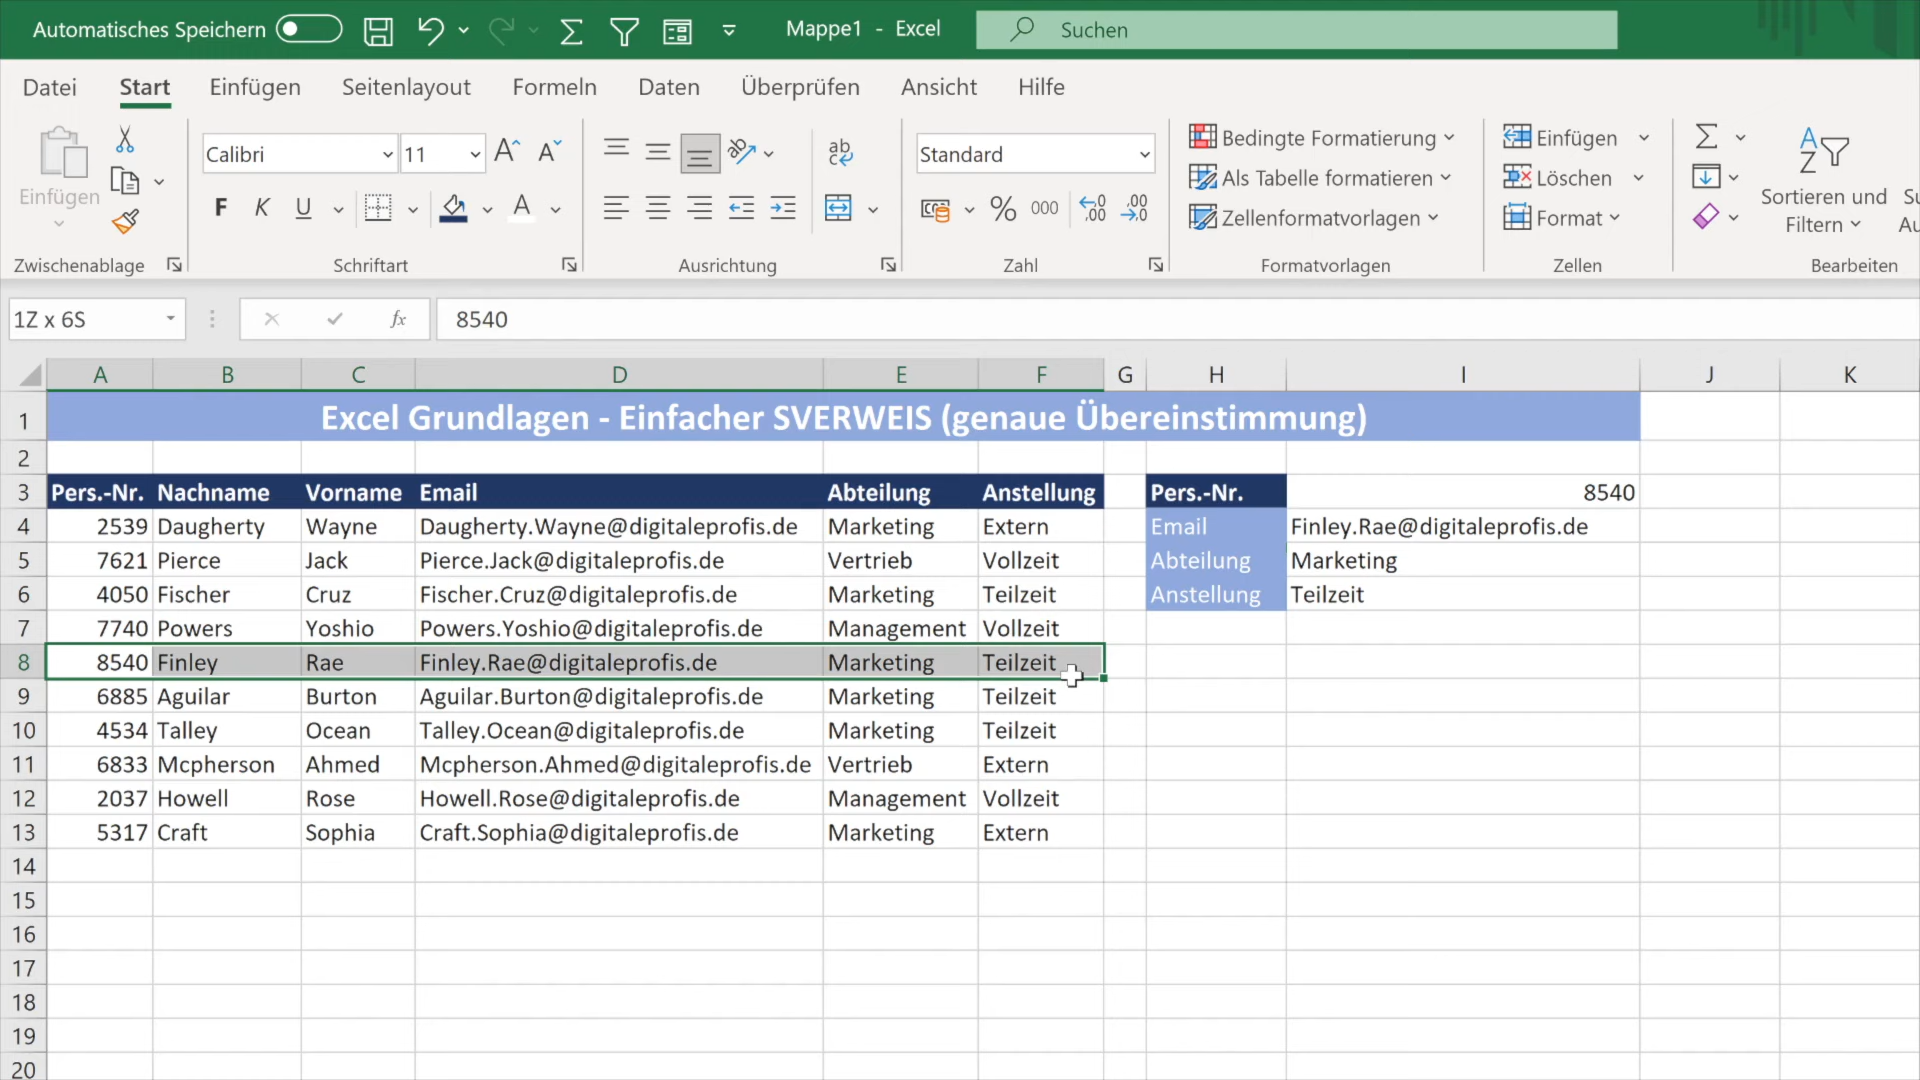 Automatisches Speichern
Mappe1 - Excel
Suchen
Datei Start Einfügen Seitenlayout Formeln Daten Überprüfen Ansicht Hilfe
Einfügen
Zwischenablage
Calibri 11
F K U
Schriftart
Ausrichtung
Standard
% 000
Zahl
Bedingte Formatierung
Als Tabelle formatieren
Zellenformatvorlagen
Formatvorlagen
Einfügen
Löschen
Format
Zellen
Sortieren und
Filtern
Bearbeiten
1Z x 6S fx 8540
A B C D E F G H I J K
1 Excel Grundlagen - Einfacher SVERWEIS (genaue Übereinstimmung)
2
3 Pers.-Nr. Nachname Vorname Email Abteilung Anstellung Pers.-Nr. 8540
4 2539 Daugherty Wayne Daugherty.Wayne@digitaleprofis.de Marketing Extern Email Finley.Rae@digitaleprofis.de
5 7621 Pierce Jack Pierce.Jack@digitaleprofis.de Vertrieb Vollzeit Abteilung Marketing
6 4050 Fischer Cruz Fischer.Cruz@digitaleprofis.de Marketing Teilzeit Anstellung Teilzeit
7 7740 Powers Yoshio Powers.Yoshio@digitaleprofis.de Management Vollzeit
8 8540 Finley Rae Finley.Rae@digitaleprofis.de Marketing Teilzeit
9 6885 Aguilar Burton Aguilar.Burton@digitaleprofis.de Marketing Teilzeit
10 4534 Talley Ocean Talley.Ocean@digitaleprofis.de Marketing Teilzeit
11 6833 Mcpherson Ahmed Mcpherson.Ahmed@digitaleprofis.de Vertrieb Extern
12 2037 Howell Rose Howell.Rose@digitaleprofis.de Management Vollzeit
13 5317 Craft Sophia Craft.Sophia@digitaleprofis.de Marketing Extern
14
15
16
17
18
19
20